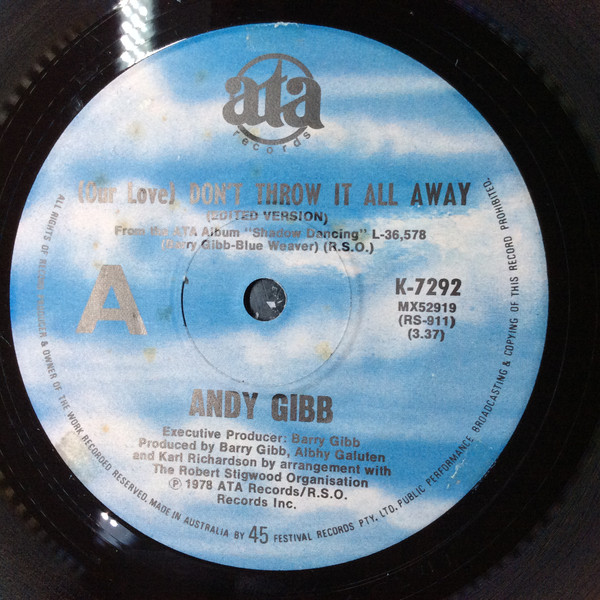 ata
records
(Our Love) DON'T THROW IT ALL AWAY
(EDITED VERSION)
From the ATA Album "Shadow Dancing" L-36,578
(Barry Gibb-Blue Weaver) (R.S.O.)
A
K-7292
MX52919
(RS-911)
(3.37)
ANDY GIBB
Executive Producer: Barry Gibb
Produced by Barry Gibb, Albhy Galuten
and Karl Richardson by arrangement with
The Robert Stigwood Organisation
℗ 1978 ATA Records/R.S.O.
Records Inc.
ALL RIGHTS OF RECORD PRODUCER & OWNER OF THE WORK RECORDED RESERVED. MADE IN AUSTRALIA BY 45 FESTIVAL RECORDS PTY. LTD. PUBLIC PERFORMANCE BROADCASTING & COPYING OF THIS RECORD PROHIBITED.